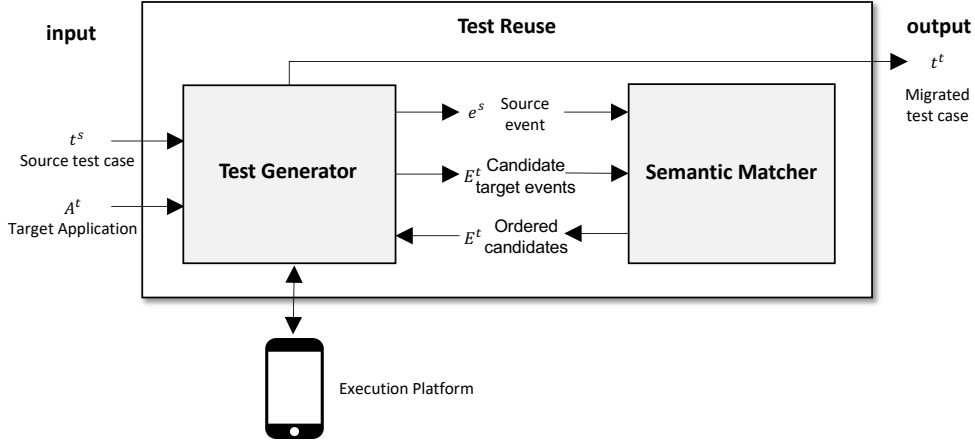 input
Test Reuse
output
t^s
Source test case
A^t
Target Application
Test Generator
e^s Source
event
E^t Candidate
target events
E^t Ordered
candidates
Semantic Matcher
t^t
Migrated
test case
Execution Platform